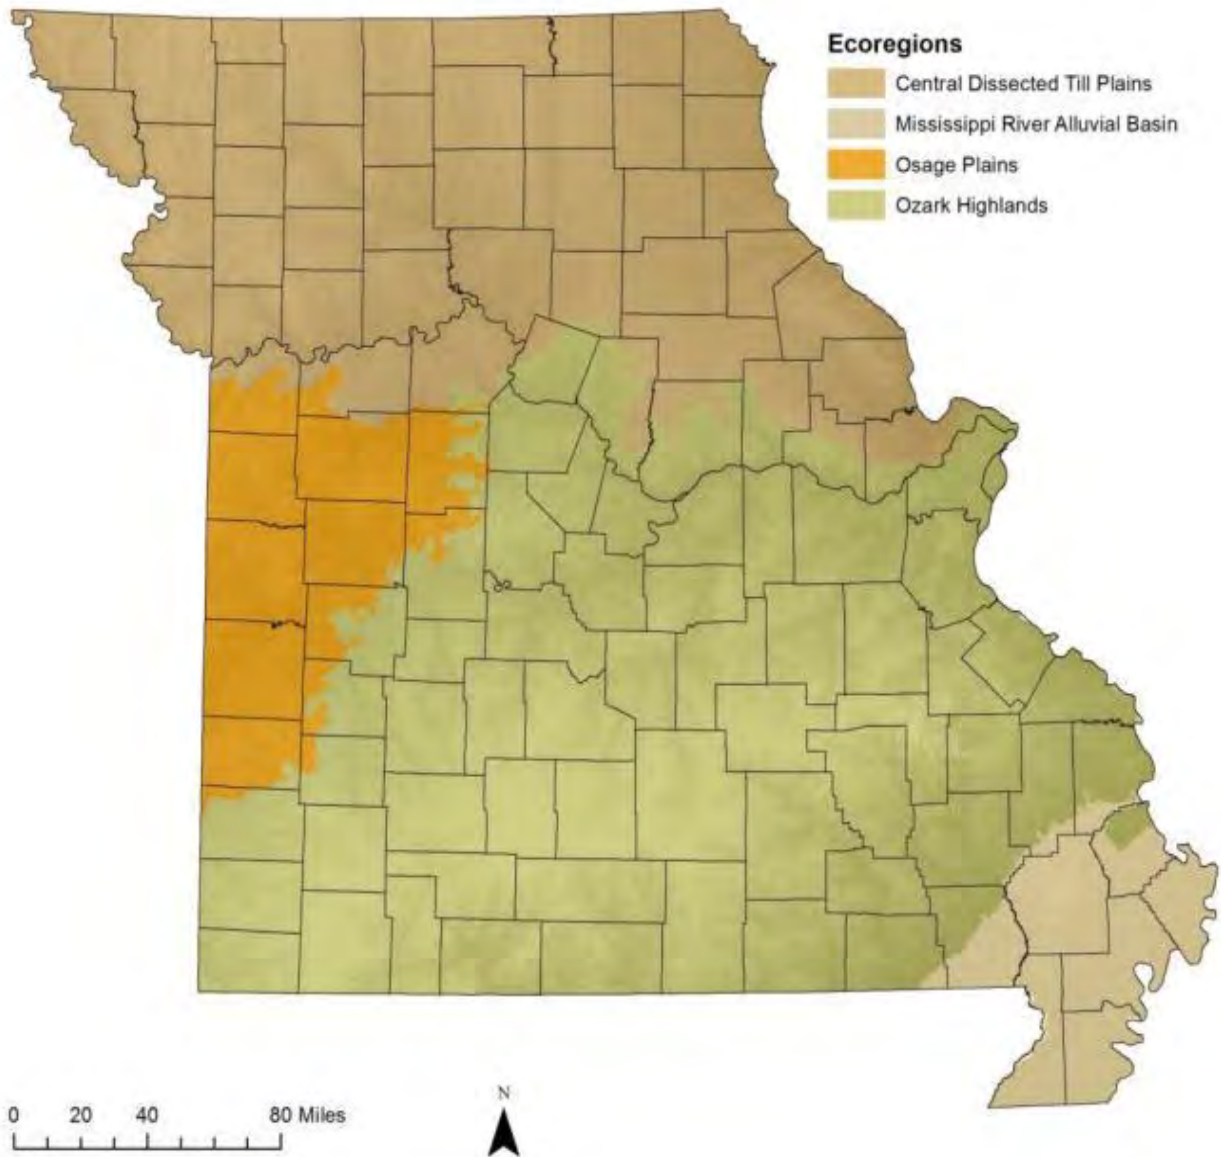 Ecoregions
Central Dissected Till Plains
Mississippi River Alluvial Basin
Osage Plains
Ozark Highlands
0 20 40 80 Miles
N